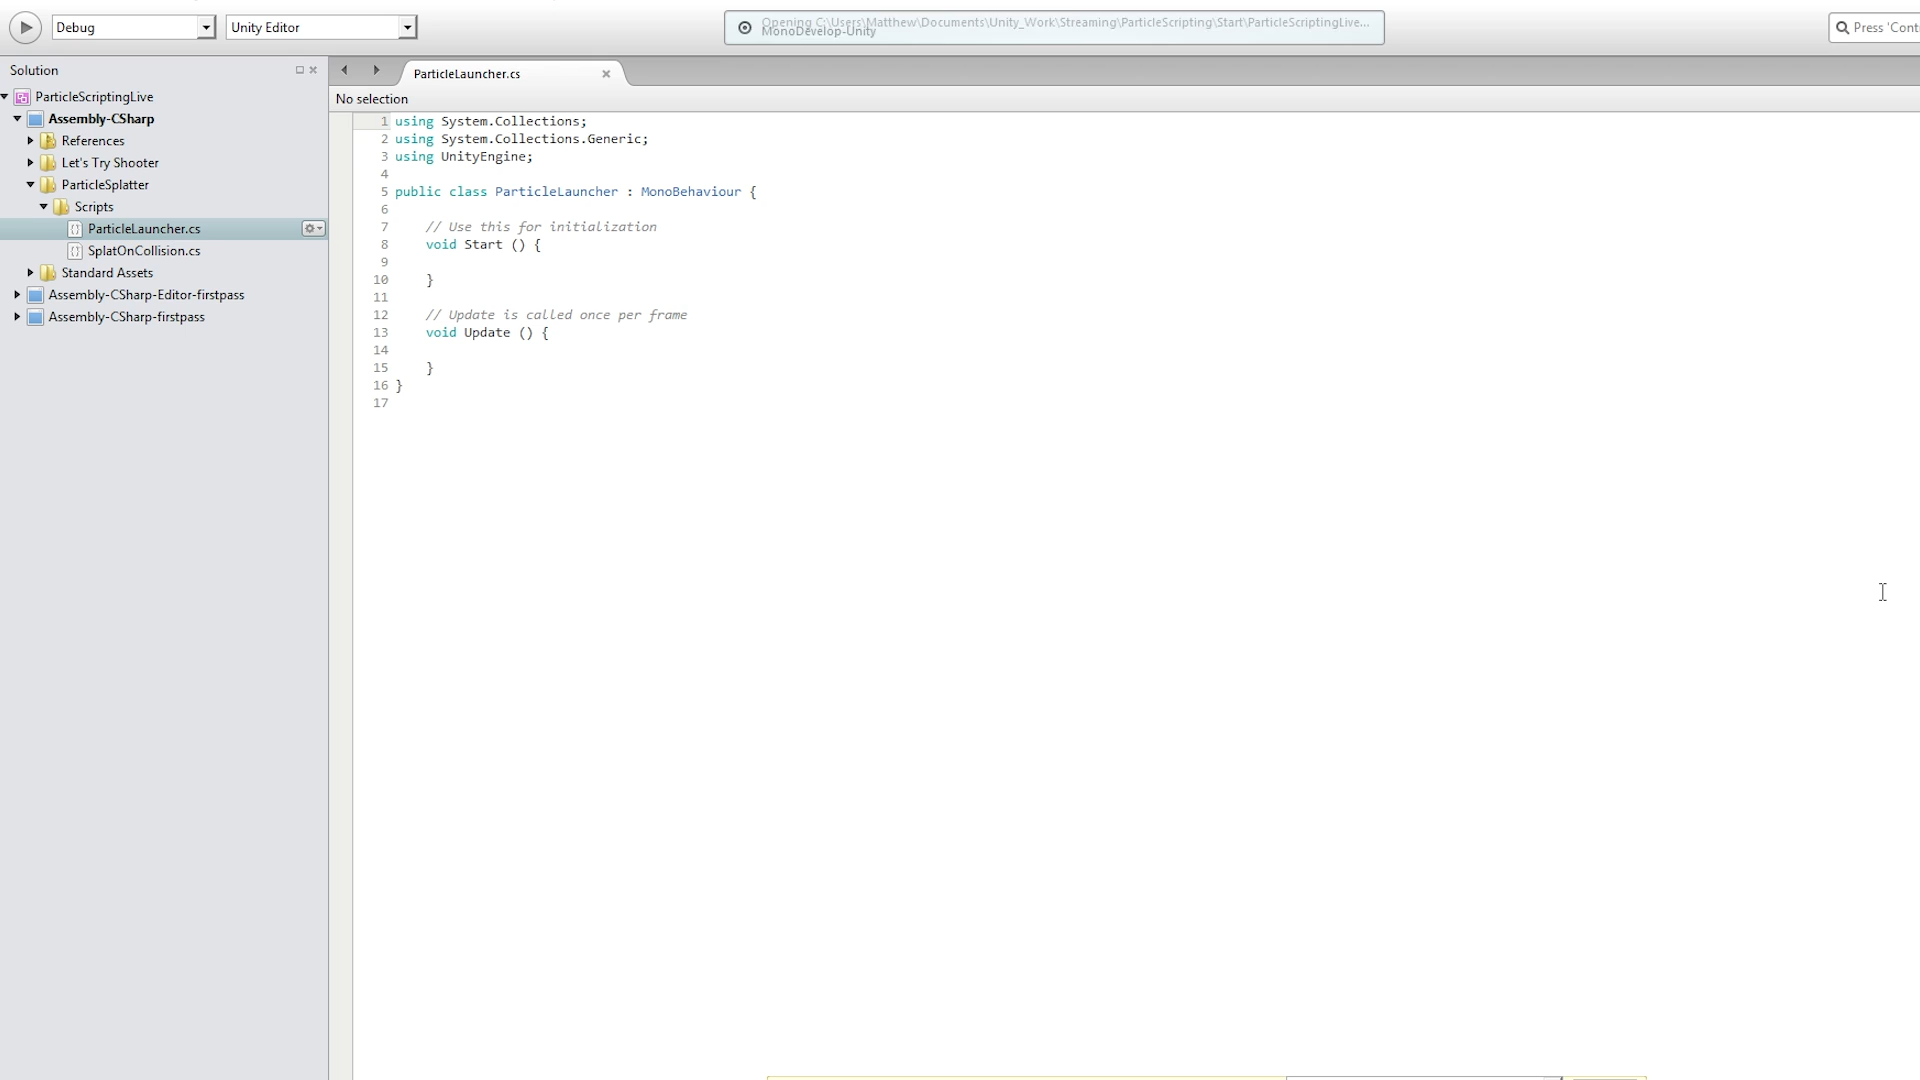 Debug
Unity Editor
Opening C:\Users\Matthew\Documents\Unity_Work\Streaming\ParticleScripting\Start\ParticleScriptingLive...
MonoDevelop-Unity
Press 'Cont
Solution
ParticleLauncher.cs
No selection
ParticleScriptingLive
Assembly-CSharp
References
Let's Try Shooter
ParticleSplatter
Scripts
ParticleLauncher.cs
SplatOnCollision.cs
Standard Assets
Assembly-CSharp-Editor-firstpass
Assembly-CSharp-firstpass
1 using System.Collections;
2 using System.Collections.Generic;
3 using UnityEngine;
4
5 public class ParticleLauncher : MonoBehaviour {
6
7 // Use this for initialization
8 void Start () {
9
10 }
11
12 // Update is called once per frame
13 void Update () {
14
15 }
16 }
17